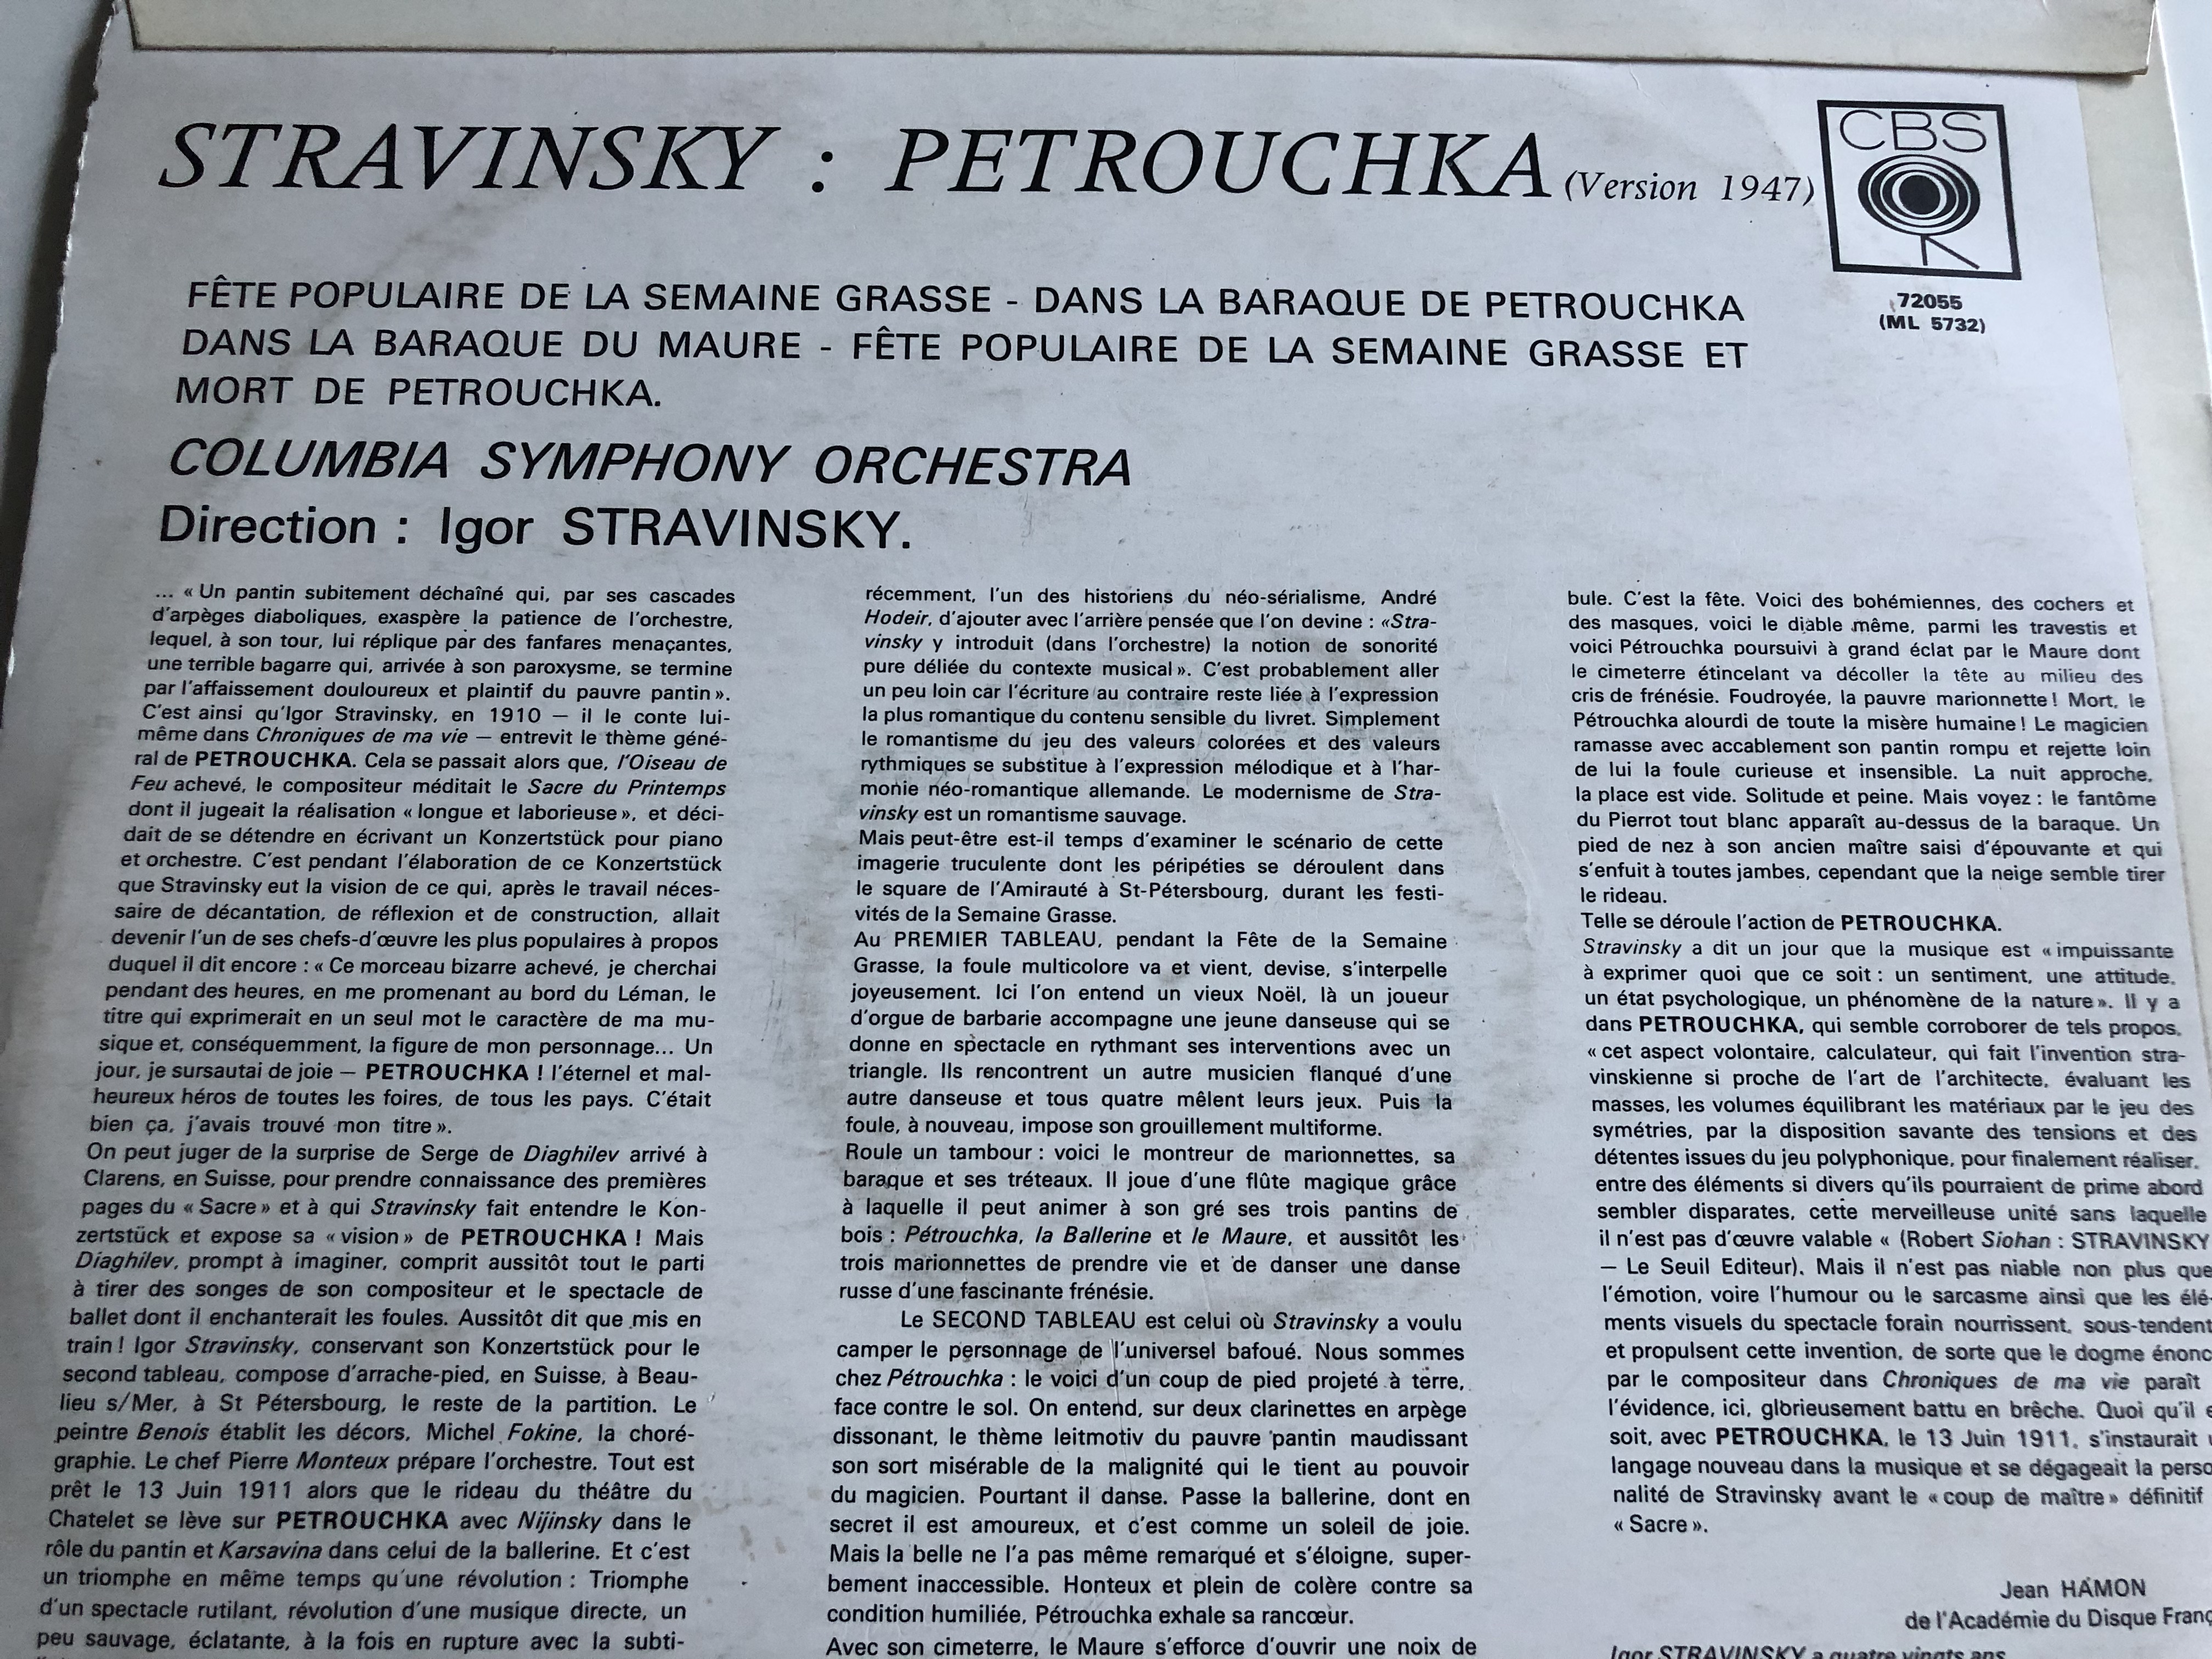 STRAVINSKY : PETROUCHKA (Version 1947)
CBS
72055
(ML 5732)
FÊTE POPULAIRE DE LA SEMAINE GRASSE - DANS LA BARAQUE DE PETROUCHKA
DANS LA BARAQUE DU MAURE - FÊTE POPULAIRE DE LA SEMAINE GRASSE ET
MORT DE PETROUCHKA.
COLUMBIA SYMPHONY ORCHESTRA
Direction : Igor STRAVINSKY.
... « Un pantin subitement déchaîné qui, par ses cascades
d'arpèges diaboliques, exaspère la patience de l'orchestre,
lequel, à son tour, lui réplique par des fanfares menaçantes,
une terrible bagarre qui, arrivée à son paroxysme, se termine
par l'affaissement douloureux et plaintif du pauvre pantin ».
C'est ainsi qu'Igor Stravinsky, en 1910 — il le conte lui-
même dans Chroniques de ma vie — entrevit le thème géné-
ral de PETROUCHKA. Cela se passait alors que, l'Oiseau de
Feu achevé, le compositeur méditait le Sacre du Printemps
dont il jugeait la réalisation « longue et laborieuse », et déci-
dait de se détendre en écrivant un Konzertstück pour piano
et orchestre. C'est pendant l'élaboration de ce Konzertstück
que Stravinsky eut la vision de ce qui, après le travail néces-
saire de décantation, de réflexion et de construction, allait
devenir l'un de ses chefs-d'œuvre les plus populaires à propos
duquel il dit encore : « Ce morceau bizarre achevé, je cherchai
pendant des heures, en me promenant au bord du Léman, le
titre qui exprimerait en un seul mot le caractère de ma mu-
sique et, conséquemment, la figure de mon personnage... Un
jour, je sursautai de joie — PETROUCHKA ! l'éternel et mal-
heureux héros de toutes les foires, de tous les pays. C'était
bien ça, j'avais trouvé mon titre ».
On peut juger de la surprise de Serge de Diaghilev arrivé à
Clarens, en Suisse, pour prendre connaissance des premières
pages du « Sacre » et à qui Stravinsky fait entendre le Kon-
zertstück et expose sa « vision » de PETROUCHKA ! Mais
Diaghilev, prompt à imaginer, comprit aussitôt tout le parti
à tirer des songes de son compositeur et le spectacle de
ballet dont il enchanterait les foules. Aussitôt dit que mis en
train ! Igor Stravinsky, conservant son Konzertstück pour le
second tableau, compose d'arrache-pied, en Suisse, à Beau-
lieu s/Mer, à St Pétersbourg, le reste de la partition. Le
peintre Benois établit les décors, Michel Fokine, la choré-
graphie. Le chef Pierre Monteux prépare l'orchestre. Tout est
prêt le 13 Juin 1911 alors que le rideau du théâtre du
Chatelet se lève sur PETROUCHKA avec Nijinsky dans le
rôle du pantin et Karsavina dans celui de la ballerine. Et c'est
un triomphe en même temps qu'une révolution : Triomphe
d'un spectacle rutilant, révolution d'une musique directe, un
peu sauvage, éclatante, à la fois en rupture avec la subti-
récemment, l'un des historiens du néo-sérialisme, André
Hodeir, d'ajouter avec l'arrière pensée que l'on devine : «Stra-
vinsky y introduit (dans l'orchestre) la notion de sonorité
pure déliée du contexte musical ». C'est probablement aller
un peu loin car l'écriture au contraire reste liée à l'expression
la plus romantique du contenu sensible du livret. Simplement
le romantisme du jeu des valeurs colorées et des valeurs
rythmiques se substitue à l'expression mélodique et à l'har-
monie néo-romantique allemande. Le modernisme de Stra-
vinsky est un romantisme sauvage.
Mais peut-être est-il temps d'examiner le scénario de cette
imagerie truculente dont les péripéties se déroulent dans
le square de l'Amirauté à St-Pétersbourg, durant les festi-
vités de la Semaine Grasse.
Au PREMIER TABLEAU, pendant la Fête de la Semaine
Grasse, la foule multicolore va et vient, devise, s'interpelle
joyeusement. Ici l'on entend un vieux Noël, là un joueur
d'orgue de barbarie accompagne une jeune danseuse qui se
donne en spectacle en rythmant ses interventions avec un
triangle. Ils rencontrent un autre musicien flanqué d'une
autre danseuse et tous quatre mêlent leurs jeux. Puis la
foule, à nouveau, impose son grouillement multiforme.
Roule un tambour : voici le montreur de marionnettes, sa
baraque et ses tréteaux. Il joue d'une flûte magique grâce
à laquelle il peut animer à son gré ses trois pantins de
bois : Pétrouchka, la Ballerine et le Maure, et aussitôt les
trois marionnettes de prendre vie et de danser une danse
russe d'une fascinante frénésie.
Le SECOND TABLEAU est celui où Stravinsky a voulu
camper le personnage de l'universel bafoué. Nous sommes
chez Pétrouchka : le voici d'un coup de pied projeté à terre,
face contre le sol. On entend, sur deux clarinettes en arpège
dissonant, le thème leitmotiv du pauvre pantin maudissant
son sort misérable de la malignité qui le tient au pouvoir
du magicien. Pourtant il danse. Passe la ballerine, dont en
secret il est amoureux, et c'est comme un soleil de joie.
Mais la belle ne l'a pas même remarqué et s'éloigne, super-
bement inaccessible. Honteux et plein de colère contre sa
condition humiliée, Pétrouchka exhale sa rancœur.
Avec son cimeterre, le Maure s'efforce d'ouvrir une noix de
bule. C'est la fête. Voici des bohémiennes, des cochers et
des masques, voici le diable même, parmi les travestis et
voici Pétrouchka poursuivi à grand éclat par le Maure dont
le cimeterre étincelant va décoller la tête au milieu des
cris de frénésie. Foudroyée, la pauvre marionnette ! Mort, le
Pétrouchka alourdi de toute la misère humaine ! Le magicien
ramasse avec accablement son pantin rompu et rejette loin
de lui la foule curieuse et insensible. La nuit approche,
la place est vide. Solitude et peine. Mais voyez : le fantôme
du Pierrot tout blanc apparaît au-dessus de la baraque. Un
pied de nez à son ancien maître saisi d'épouvante et qui
s'enfuit à toutes jambes, cependant que la neige semble tirer
le rideau.
Telle se déroule l'action de PETROUCHKA.
Stravinsky a dit un jour que la musique est « impuissante
à exprimer quoi que ce soit : un sentiment, une attitude,
un état psychologique, un phénomène de la nature ». Il y a
dans PETROUCHKA, qui semble corroborer de tels propos,
« cet aspect volontaire, calculateur, qui fait l'invention stra-
vinskienne si proche de l'art de l'architecte, évaluant les
masses, les volumes équilibrant les matériaux par le jeu des
symétries, par la disposition savante des tensions et des
détentes issues du jeu polyphonique, pour finalement réaliser,
entre des éléments si divers qu'ils pourraient de prime abord
sembler disparates, cette merveilleuse unité sans laquelle
il n'est pas d'œuvre valable « (Robert Siohan : STRAVINSKY
— Le Seuil Editeur). Mais il n'est pas niable non plus que
l'émotion, voire l'humour ou le sarcasme ainsi que les élé-
ments visuels du spectacle forain nourrissent, sous-tendent
et propulsent cette invention, de sorte que le dogme énonc
par le compositeur dans Chroniques de ma vie paraît
l'évidence, ici, glorieusement battu en brêche. Quoi qu'il e
soit, avec PETROUCHKA, le 13 Juin 1911, s'instaurait
langage nouveau dans la musique et se dégageait la perso
nalité de Stravinsky avant le « coup de maître » définitif
« Sacre ».
Jean HAMON
de l'Académie du Disque Franç
Igor STRAVINSKY a quatre vingts ans